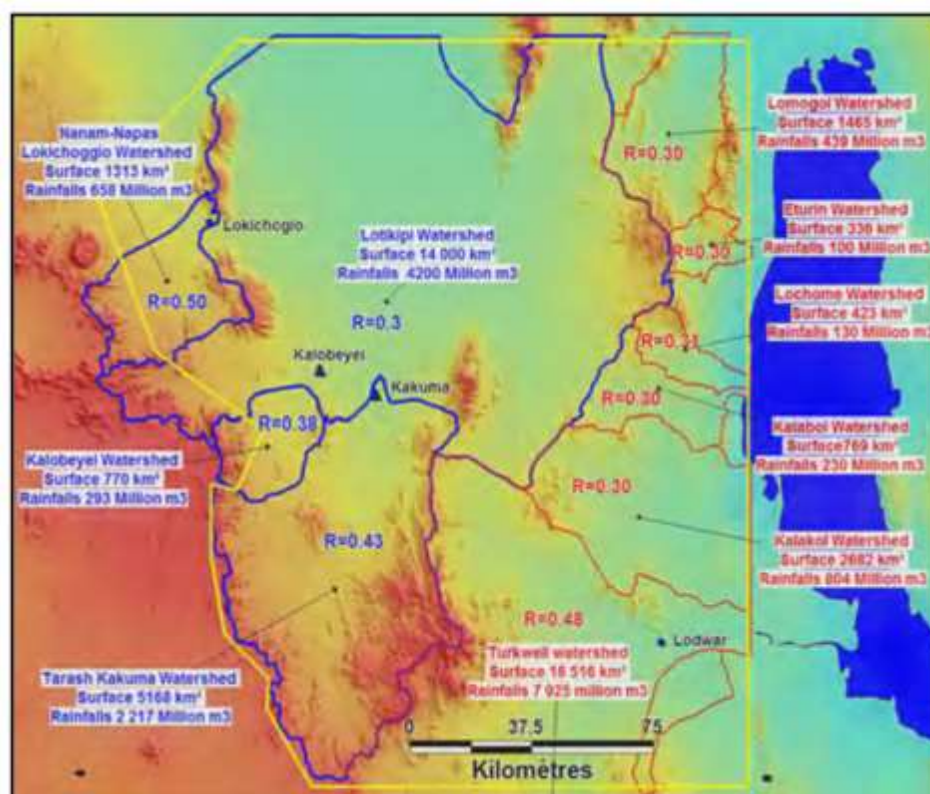 Nanam-Napas
Lokichoggio Watershed
Surface 1313 km²
Rainfalls 658 Million m3
Lomogol Watershed
Surface 1465 km²
Rainfalls 439 Million m3
R=0.30
Lokichogio
Lotikipi Watershed
Surface 14 000 km²
Rainfalls 4200 Million m3
Eturin Watershed
Surface 336 km²
Rainfalls 100 Million m3
R=0.30
R=0.50
R=0.3
Lochome Watershed
Surface 423 km²
Rainfalls 130 Million m3
R=0.31
Kalobeyei
Kakuma
R=0.30
R=0.38
Kalabol Watershed
Surface769 km²
Rainfalls 230 Million m3
Kalobeyei Watershed
Surface 770 km²
Rainfalls 293 Million m3
R=0.30
R=0.43
Kalakol Watershed
Surface 2682 km²
Rainfalls 804 Million m3
R=0.48
Lodwar
Tarash Kakuma Watershed
Surface 5168 km²
Rainfalls 2 217 Million m3
Turkwell watershed
Surface 16 516 km²
Rainfalls 7 925 million m3
0 37.5 75
Kilomètres